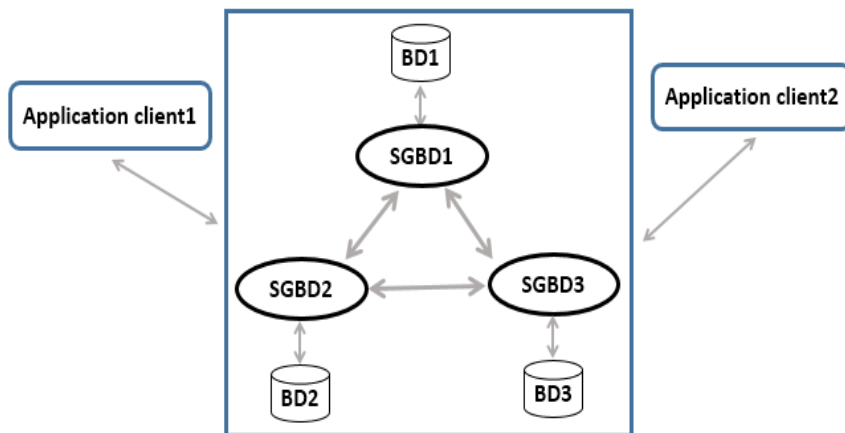 BD1
Application client1
Application client2
SGBD1
SGBD2
SGBD3
BD2
BD3